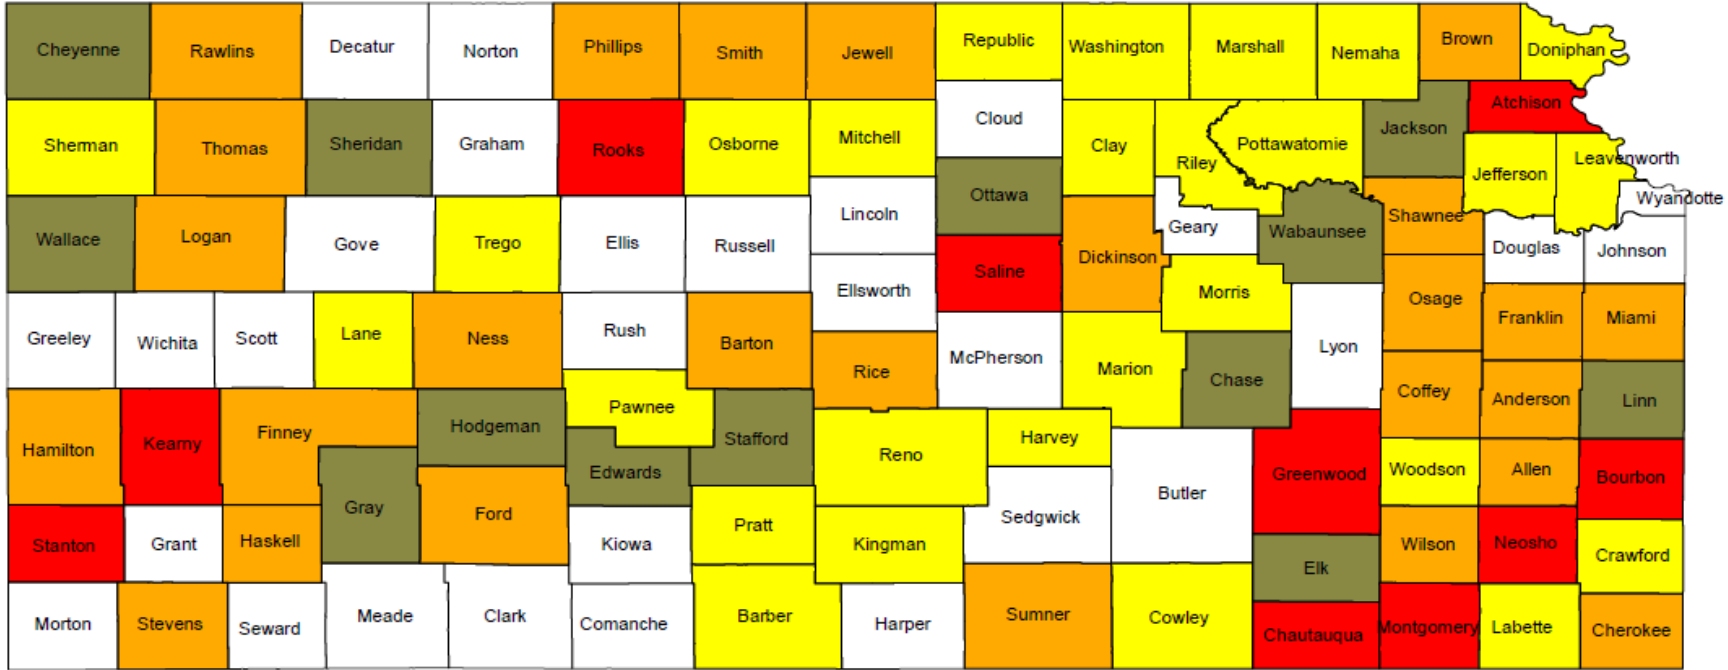 Cheyenne
Rawlins
Decatur
Norton
Phillips
Smith
Jewell
Republic
Washington
Marshall
Nemaha
Brown
Doniphan
Sherman
Thomas
Sheridan
Graham
Rooks
Osborne
Mitchell
Cloud
Clay
Riley
Pottawatomie
Jackson
Atchison
Jefferson
Leavenworth
Wyandotte
Wallace
Logan
Gove
Trego
Ellis
Russell
Lincoln
Ottawa
Saline
Dickinson
Geary
Wabaunsee
Shawnee
Douglas
Johnson
Greeley
Wichita
Scott
Lane
Ness
Rush
Barton
Ellsworth
Rice
McPherson
Marion
Morris
Chase
Lyon
Osage
Franklin
Miami
Hamilton
Kearny
Finney
Hodgeman
Pawnee
Stafford
Edwards
Reno
Harvey
Butler
Greenwood
Coffey
Anderson
Linn
Woodson
Allen
Bourbon
Stanton
Grant
Haskell
Gray
Ford
Kiowa
Pratt
Kingman
Sedgwick
Elk
Wilson
Neosho
Crawford
Morton
Stevens
Seward
Meade
Clark
Comanche
Barber
Harper
Sumner
Cowley
Chautauqua
Montgomery
Labette
Cherokee